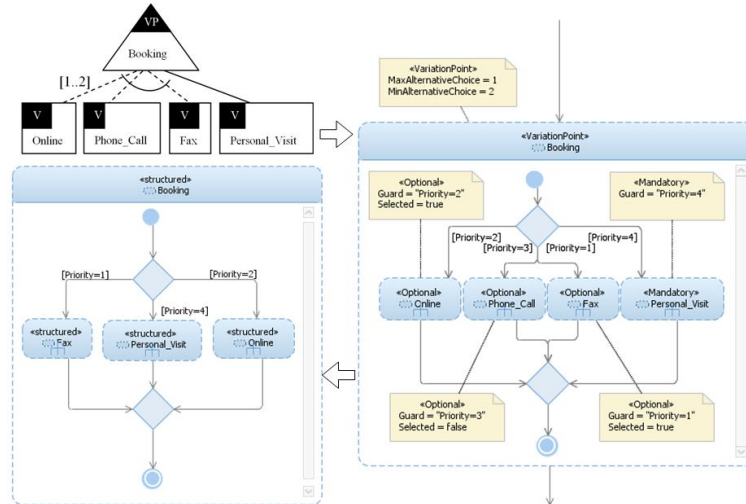 VP
Booking
[1..2]
V
Online
V
Phone_Call
V
Fax
V
Personal_Visit
«VariationPoint»
MaxAlternativeChoice = 1
MinAlternativeChoice = 2
«VariationPoint»
Booking
«Optional»
Guard = "Priority=2"
Selected = true
«Mandatory»
Guard = "Priority=4"
[Priority=2]
[Priority=3]
[Priority=1]
[Priority=4]
«Optional»
Online
«Optional»
Phone_Call
«Optional»
Fax
«Mandatory»
Personal_Visit
«Optional»
Guard = "Priority=3"
Selected = false
«Optional»
Guard = "Priority=1"
Selected = true
«structured»
Booking
[Priority=1]
[Priority=2]
[Priority=4]
«structured»
Fax
«structured»
Personal_Visit
«structured»
Online